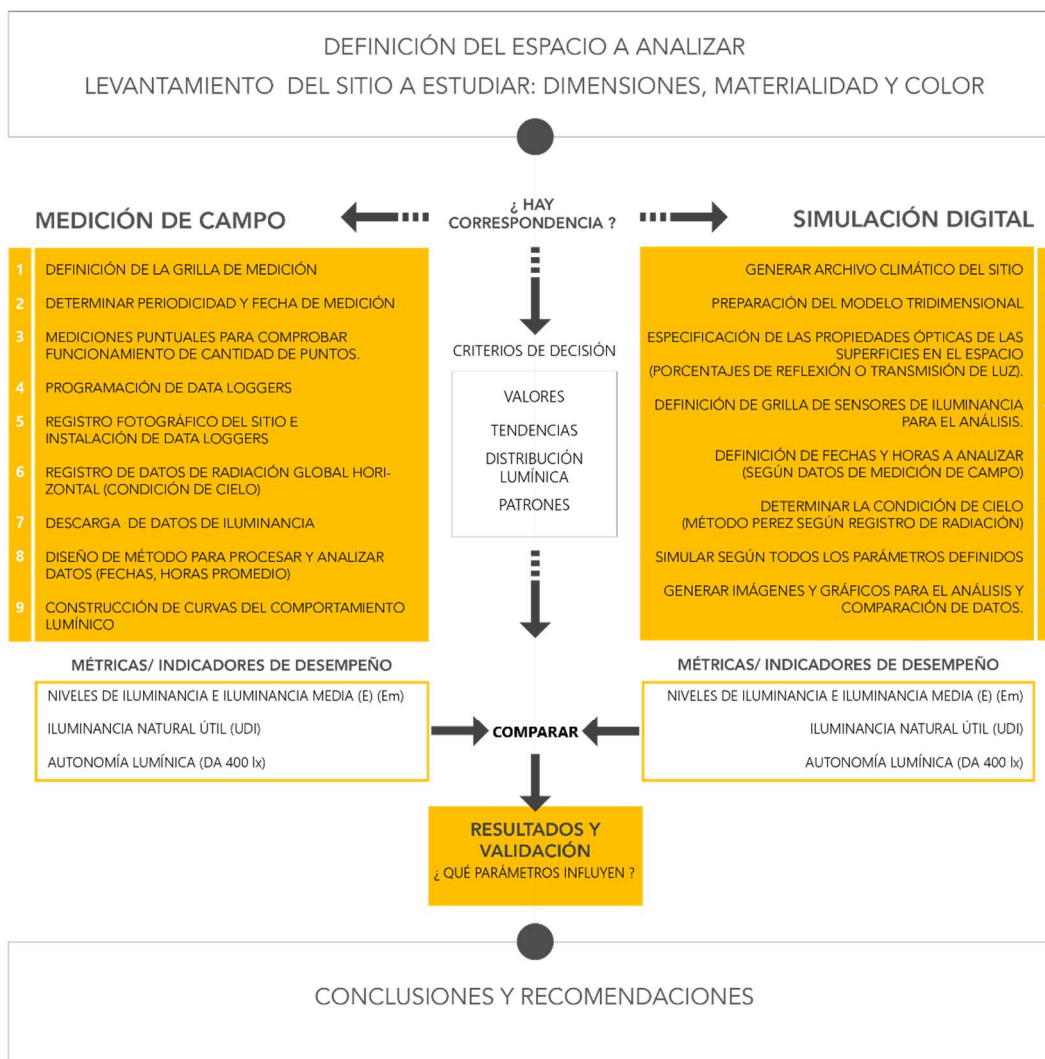 DEFINICIÓN DEL ESPACIO A ANALIZAR
LEVANTAMIENTO DEL SITIO A ESTUDIAR: DIMENSIONES, MATERIALIDAD Y COLOR
¿ HAY
CORRESPONDENCIA ?
MEDICIÓN DE CAMPO
1 DEFINICIÓN DE LA GRILLA DE MEDICIÓN
2 DETERMINAR PERIODICIDAD Y FECHA DE MEDICIÓN
3 MEDICIONES PUNTUALES PARA COMPROBAR
FUNCIONAMIENTO DE CANTIDAD DE PUNTOS.
4 PROGRAMACIÓN DE DATA LOGGERS
5 REGISTRO FOTOGRÁFICO DEL SITIO E
INSTALACIÓN DE DATA LOGGERS
6 REGISTRO DE DATOS DE RADIACIÓN GLOBAL HORI-
ZONTAL (CONDICIÓN DE CIELO)
7 DESCARGA DE DATOS DE ILUMINANCIA
8 DISEÑO DE MÉTODO PARA PROCESAR Y ANALIZAR
DATOS (FECHAS, HORAS PROMEDIO)
9 CONSTRUCCIÓN DE CURVAS DEL COMPORTAMIENTO
LUMÍNICO
MÉTRICAS/ INDICADORES DE DESEMPEÑO
NIVELES DE ILUMINANCIA E ILUMINANCIA MEDIA (E) (Em)
ILUMINANCIA NATURAL ÚTIL (UDI)
AUTONOMÍA LUMÍNICA (DA 400 lx)
CRITERIOS DE DECISIÓN
VALORES
TENDENCIAS
DISTRIBUCIÓN
LUMÍNICA
PATRONES
SIMULACIÓN DIGITAL
GENERAR ARCHIVO CLIMÁTICO DEL SITIO
PREPARACIÓN DEL MODELO TRIDIMENSIONAL
ESPECIFICACIÓN DE LAS PROPIEDADES ÓPTICAS DE LAS
SUPERFICIES EN EL ESPACIO
(PORCENTAJES DE REFLEXIÓN O TRANSMISIÓN DE LUZ).
DEFINICIÓN DE GRILLA DE SENSORES DE ILUMINANCIA
PARA EL ANÁLISIS.
DEFINICIÓN DE FECHAS Y HORAS A ANALIZAR
(SEGÚN DATOS DE MEDICIÓN DE CAMPO)
DETERMINAR LA CONDICIÓN DE CIELO
(MÉTODO PEREZ SEGÚN REGISTRO DE RADIACIÓN)
SIMULAR SEGÚN TODOS LOS PARÁMETROS DEFINIDOS
GENERAR IMÁGENES Y GRÁFICOS PARA EL ANÁLISIS Y
COMPARACIÓN DE DATOS.
MÉTRICAS/ INDICADORES DE DESEMPEÑO
NIVELES DE ILUMINANCIA E ILUMINANCIA MEDIA (E) (Em)
ILUMINANCIA NATURAL ÚTIL (UDI)
AUTONOMÍA LUMÍNICA (DA 400 lx)
COMPARAR
RESULTADOS Y
VALIDACIÓN
¿ QUÉ PARÁMETROS INFLUYEN ?
CONCLUSIONES Y RECOMENDACIONES